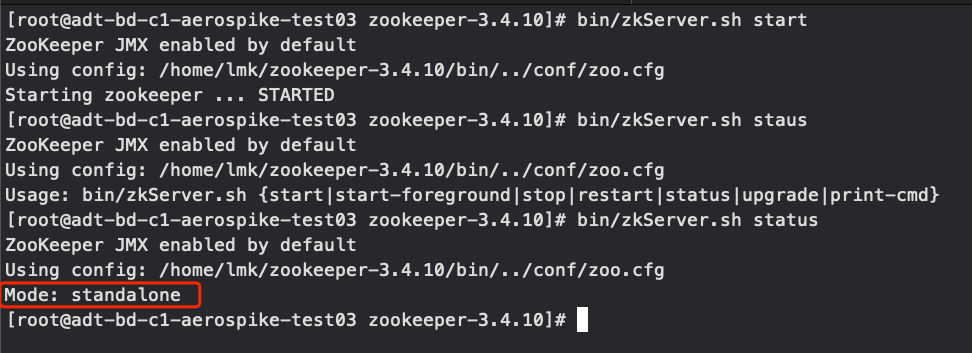 [root@adt-bd-c1-aerospike-test03 zookeeper-3.4.10]# bin/zkServer.sh start
ZooKeeper JMX enabled by default
Using config: /home/lmk/zookeeper-3.4.10/bin/../conf/zoo.cfg
Starting zookeeper ... STARTED
[root@adt-bd-c1-aerospike-test03 zookeeper-3.4.10]# bin/zkServer.sh staus
ZooKeeper JMX enabled by default
Using config: /home/lmk/zookeeper-3.4.10/bin/../conf/zoo.cfg
Usage: bin/zkServer.sh {start|start-foreground|stop|restart|status|upgrade|print-cmd}
[root@adt-bd-c1-aerospike-test03 zookeeper-3.4.10]# bin/zkServer.sh status
ZooKeeper JMX enabled by default
Using config: /home/lmk/zookeeper-3.4.10/bin/../conf/zoo.cfg
Mode: standalone
[root@adt-bd-c1-aerospike-test03 zookeeper-3.4.10]#